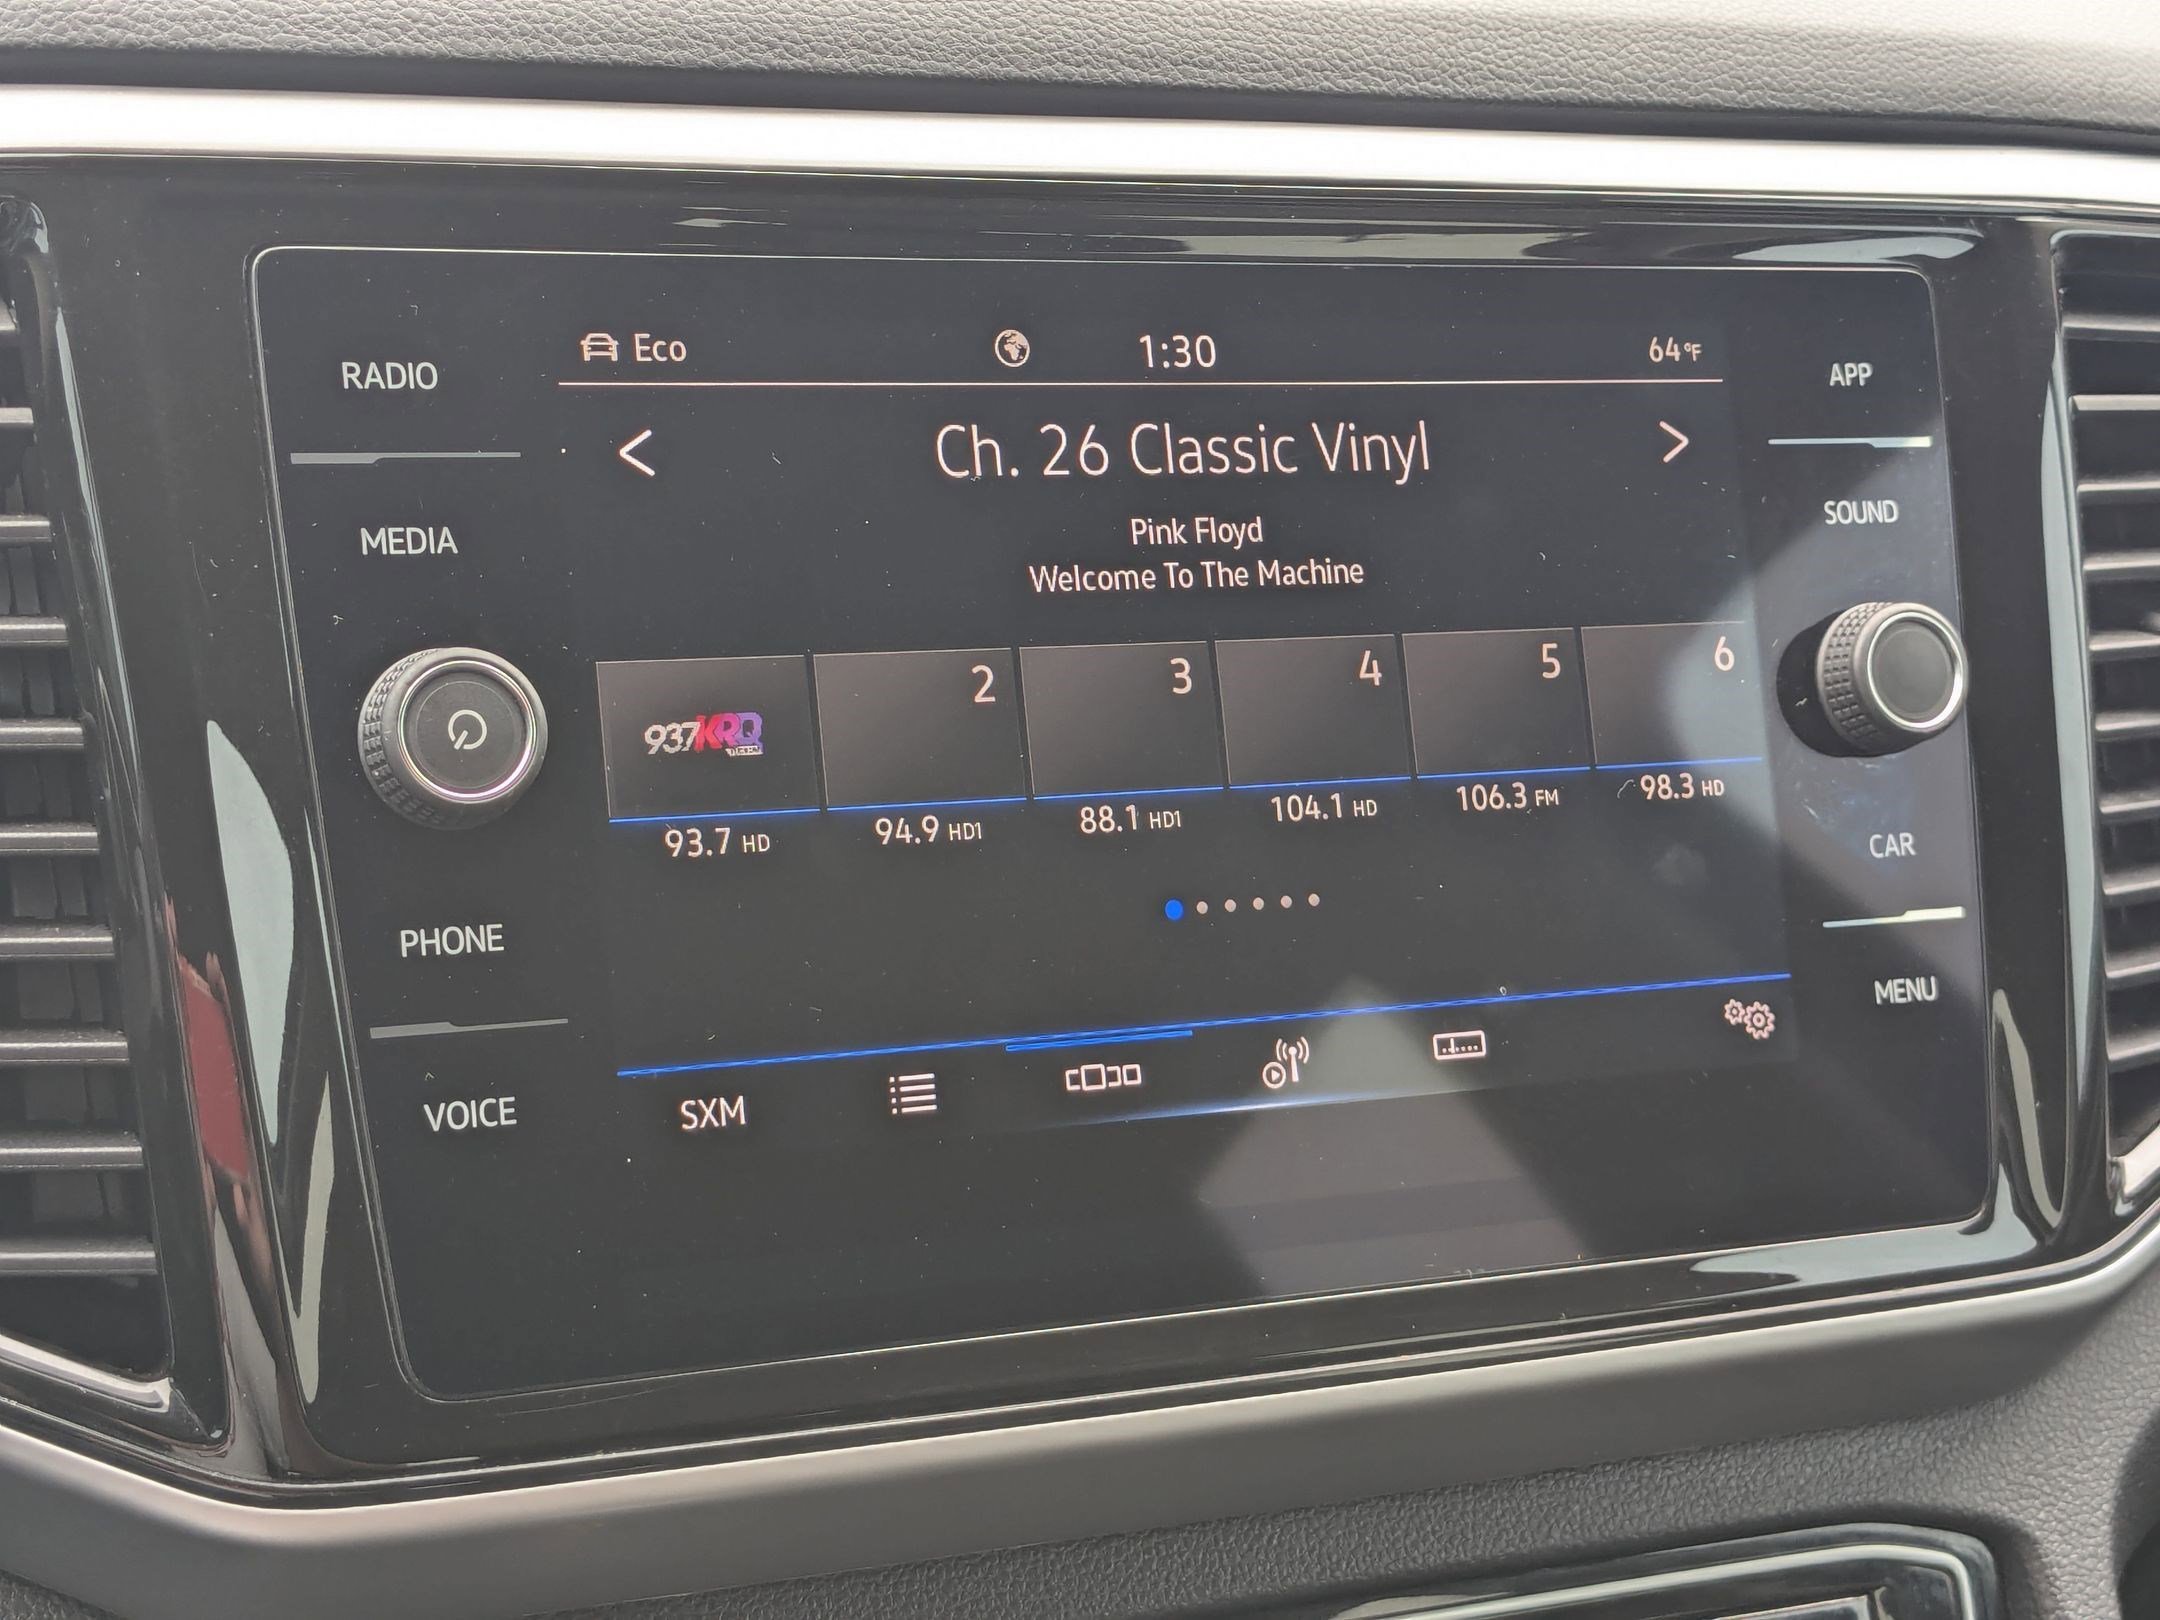 RADIO
MEDIA
PHONE
VOICE
Eco
1:30
64°F
< Ch. 26 Classic Vinyl >
Pink Floyd
Welcome To The Machine
937KRQ
2
3
4
5
6
93.7 HD
94.9 HD1
88.1 HD1
104.1 HD
106.3 FM
98.3 HD
SXM
APP
SOUND
CAR
MENU